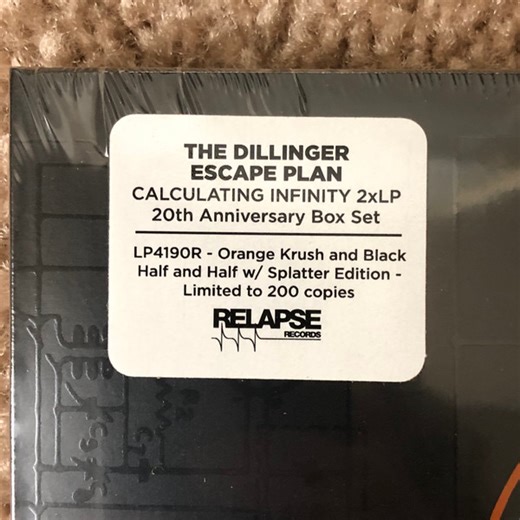 THE DILLINGER
ESCAPE PLAN
CALCULATING INFINITY 2xLP
20th Anniversary Box Set
LP4190R - Orange Krush and Black
Half and Half w/ Splatter Edition -
Limited to 200 copies
RELAPSE
RECORDS